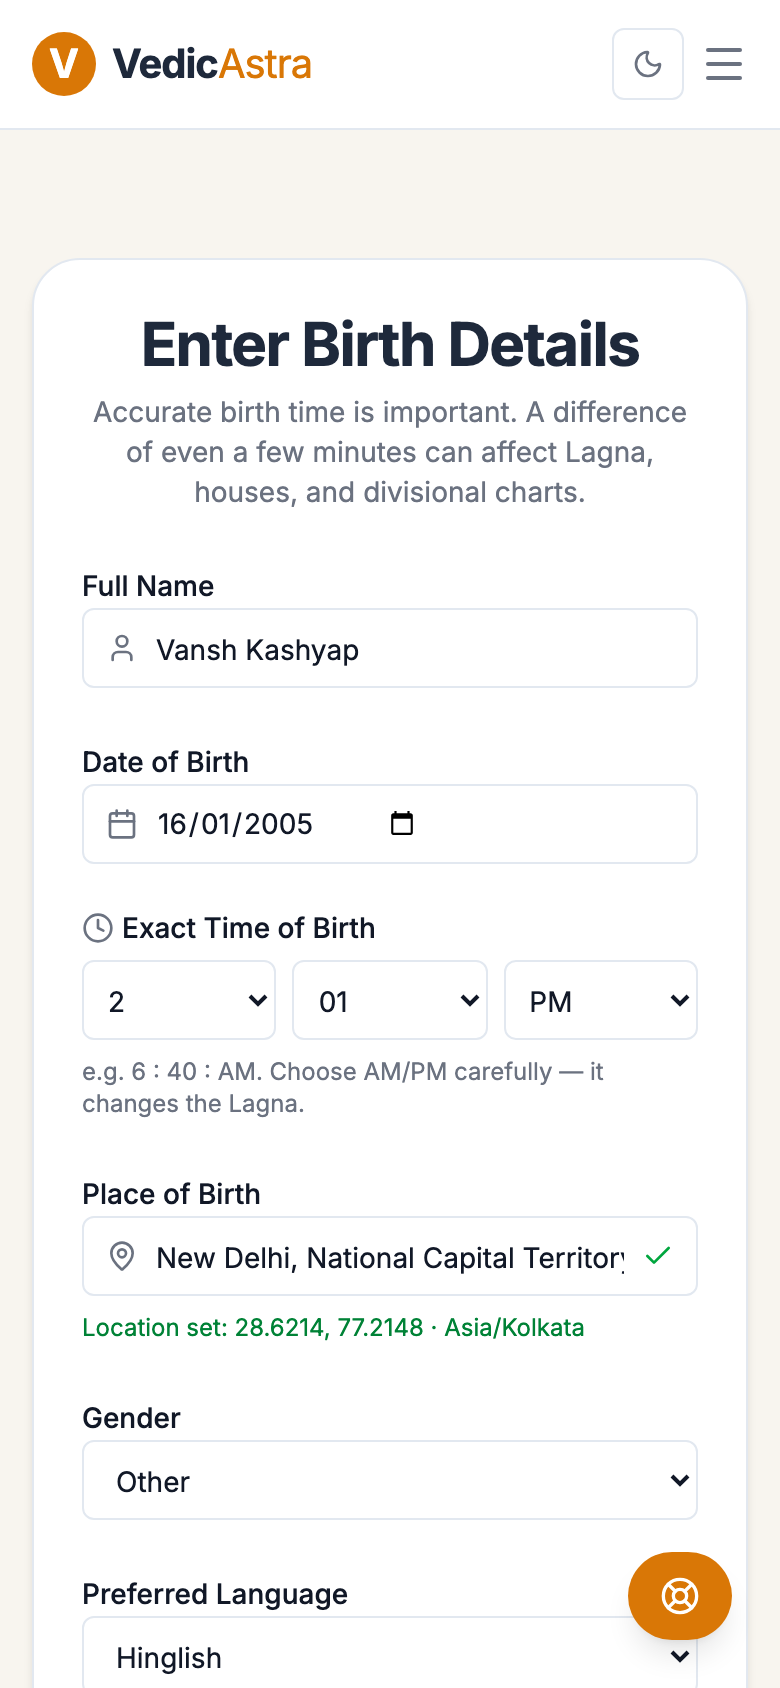 V VedicAstra
Enter Birth Details
Accurate birth time is important. A difference
of even a few minutes can affect Lagna,
houses, and divisional charts.
Full Name
Vansh Kashyap
Date of Birth
16/01/2005
Exact Time of Birth
2 01 PM
e.g. 6 : 40 : AM. Choose AM/PM carefully — it
changes the Lagna.
Place of Birth
New Delhi, National Capital Territory
Location set: 28.6214, 77.2148 · Asia/Kolkata
Gender
Other
Preferred Language
Hinglish